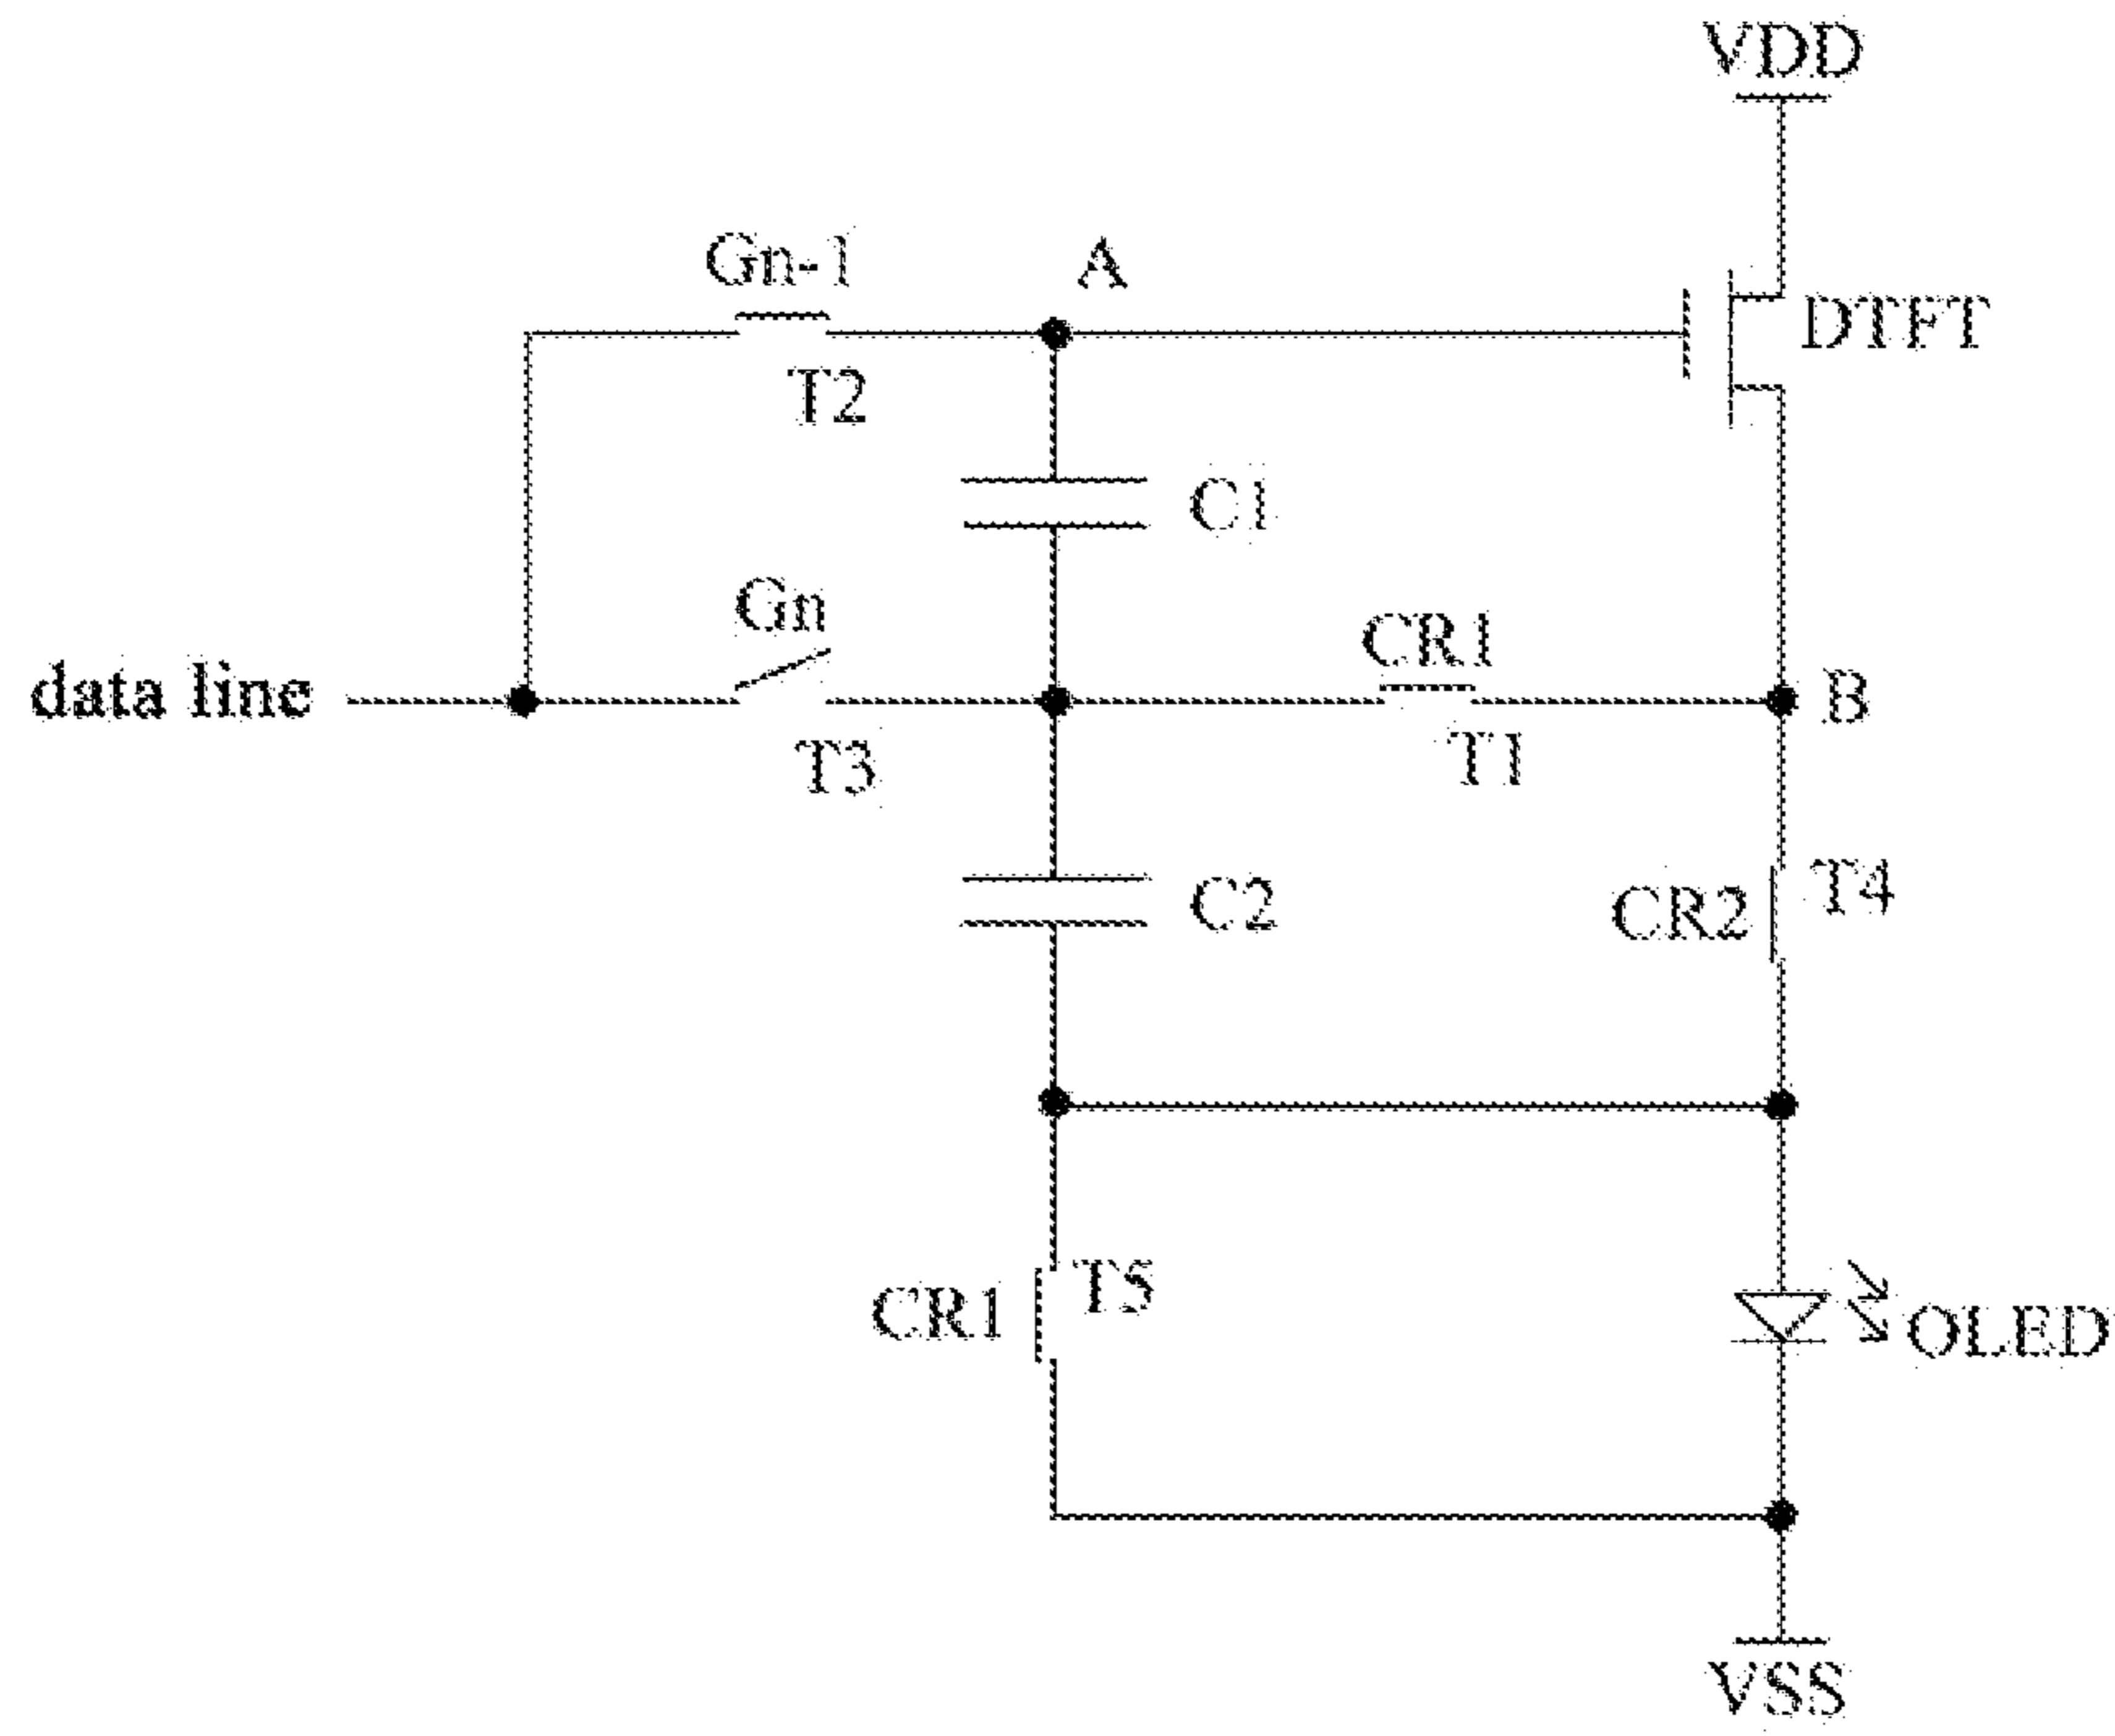 VDD
Gn-1
A
DTFT
T2
C1
Gn
CR1
data line
B
T3
T1
C2
CR2
T4
CR1
T5
OLED
VSS